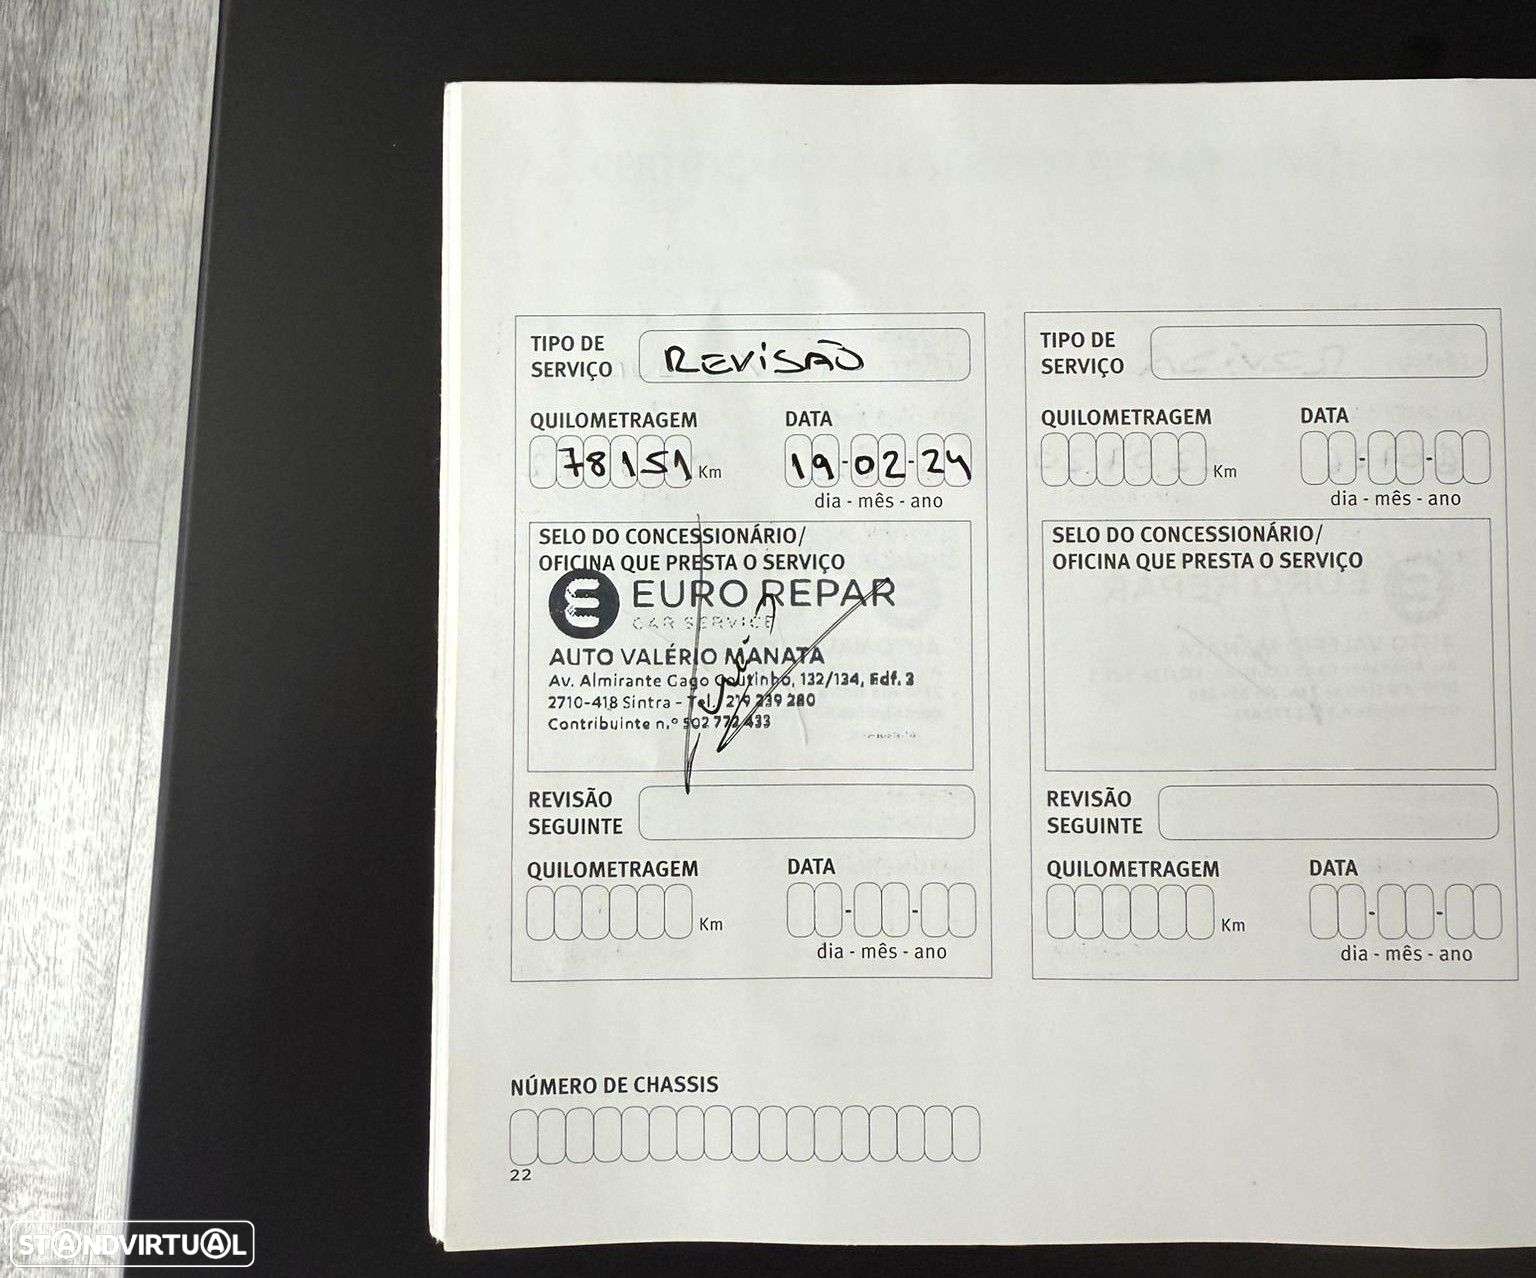 TIPO DE
SERVIÇO
REVISÃO
QUILOMETRAGEM
DATA
78151 Km
19-02-24
dia - mês - ano
SELO DO CONCESSIONÁRIO/
OFICINA QUE PRESTA O SERVIÇO
EURO REPAR
CAR SERVICE
AUTO VALÉRIO MANATA
Av. Almirante Gago Coutinho, 132/134, Edf. 3
2710-418 Sintra - Tel. 219 239 280
Contribuinte n.º 502 772 433
REVISÃO
SEGUINTE
QUILOMETRAGEM
DATA
Km
- -
dia - mês - ano
TIPO DE
SERVIÇO
QUILOMETRAGEM
DATA
Km
- -
dia - mês - ano
SELO DO CONCESSIONÁRIO/
OFICINA QUE PRESTA O SERVIÇO
REVISÃO
SEGUINTE
QUILOMETRAGEM
DATA
Km
- -
dia - mês - ano
NÚMERO DE CHASSIS
22
STANDVIRTUAL